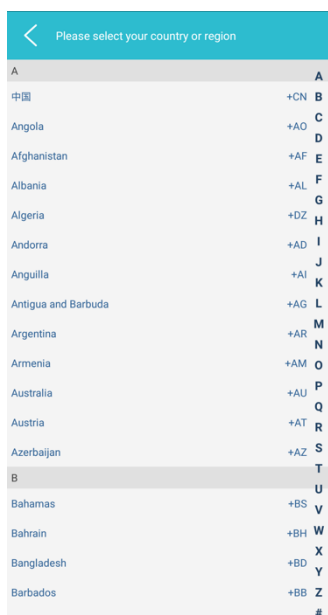 Please select your country or region
A
中国 +CN
Angola +AO
Afghanistan +AF
Albania +AL
Algeria +DZ
Andorra +AD
Anguilla +AI
Antigua and Barbuda +AG
Argentina +AR
Armenia +AM
Australia +AU
Austria +AT
Azerbaijan +AZ
B
Bahamas +BS
Bahrain +BH
Bangladesh +BD
Barbados +BB
A
B
C
D
E
F
G
H
I
J
K
L
M
N
O
P
Q
R
S
T
U
V
W
X
Y
Z
#